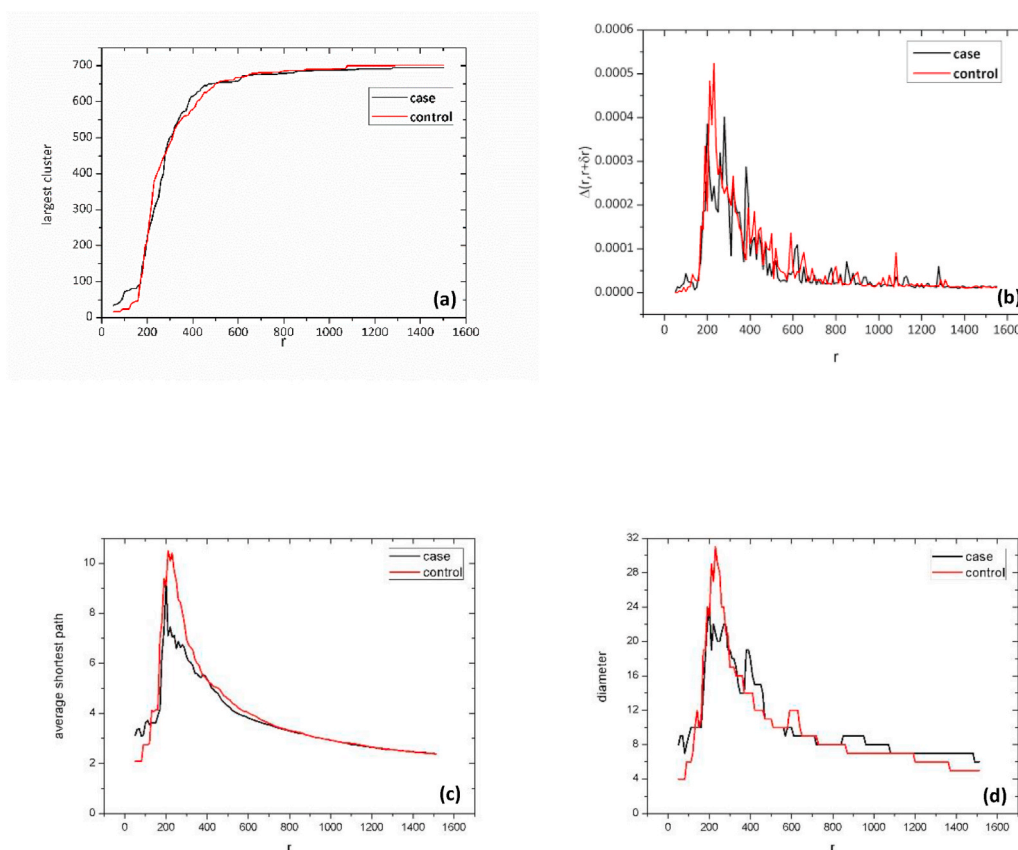 case
control
700
600
500
400
300
200
100
0
largest cluster
(a)
0 200 400 600 800 1000 1200 1400 1600
r
case
control
0.0006
0.0005
0.0004
0.0003
0.0002
0.0001
0.0000
Δ(r,r+δr)
(b)
0 200 400 600 800 1000 1200 1400 1600
r
case
control
10
8
6
4
2
0
average shortest path
(c)
0 200 400 600 800 1000 1200 1400 1600
r
case
control
32
28
24
20
16
12
8
4
0
diameter
(d)
0 200 400 600 800 1000 1200 1400 1600
r